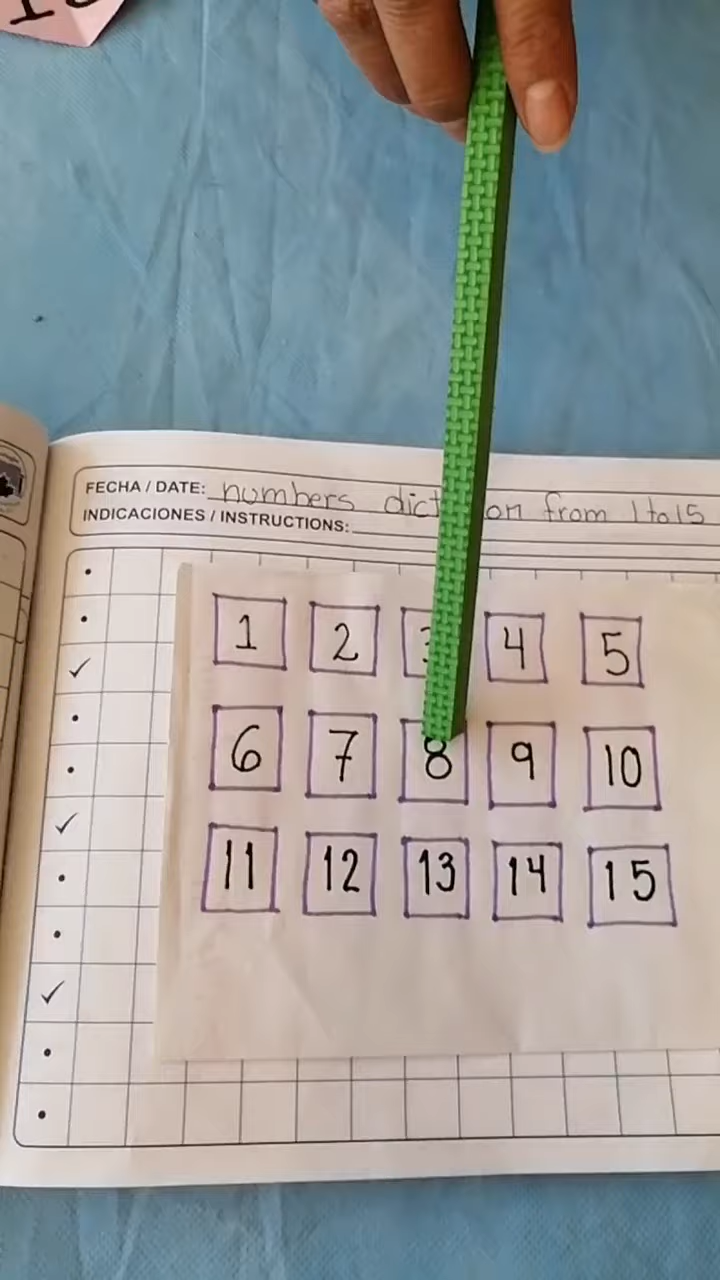 FECHA / DATE: numbers dict on from 1 to 15
INDICACIONES / INSTRUCTIONS:
1 2 3 4 5
6 7 8 9 10
11 12 13 14 15